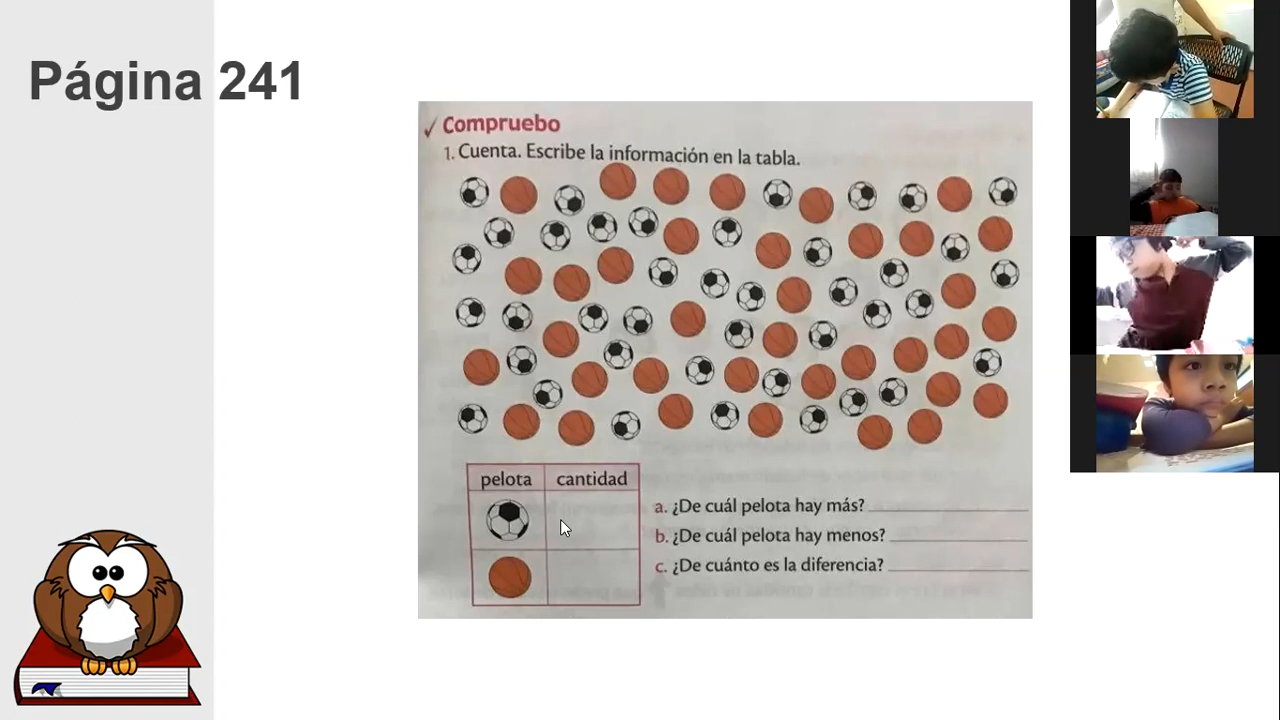 Página 241
Compruebo
1. Cuenta. Escribe la información en la tabla.
pelota cantidad
a. ¿De cuál pelota hay más?
b. ¿De cuál pelota hay menos?
c. ¿De cuánto es la diferencia?